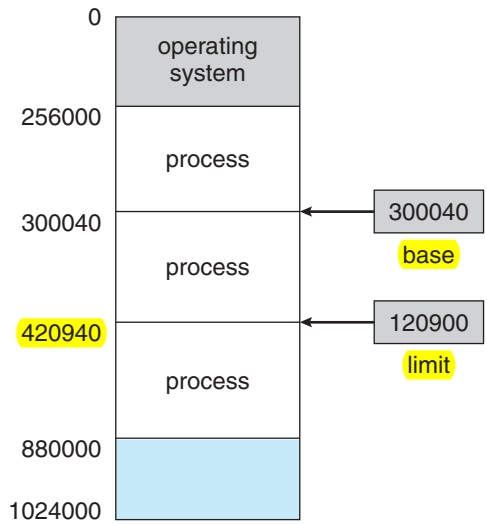 0
operating
system
256000
process
300040
300040
base
process
420940
120900
limit
process
880000
1024000